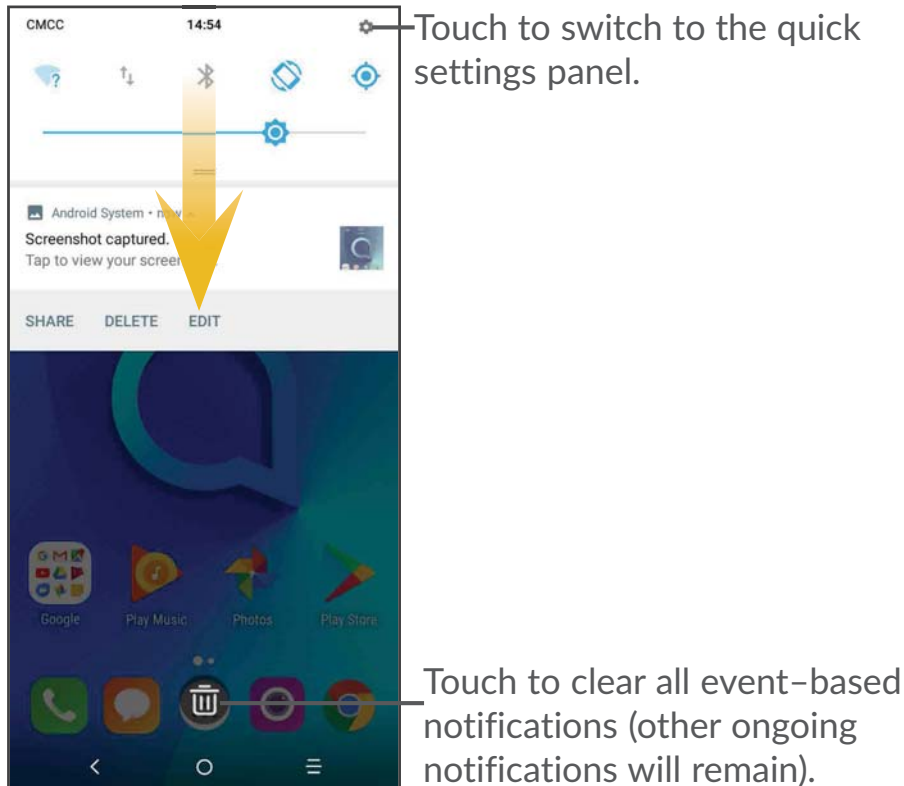 CMCC 14:54
Touch to switch to the quick
settings panel.
?
Android System • now
Screenshot captured.
Tap to view your
SHARE DELETE EDIT
Google Play Music Photos Play Store
Touch to clear all event–based
notifications (other ongoing
notifications will remain).